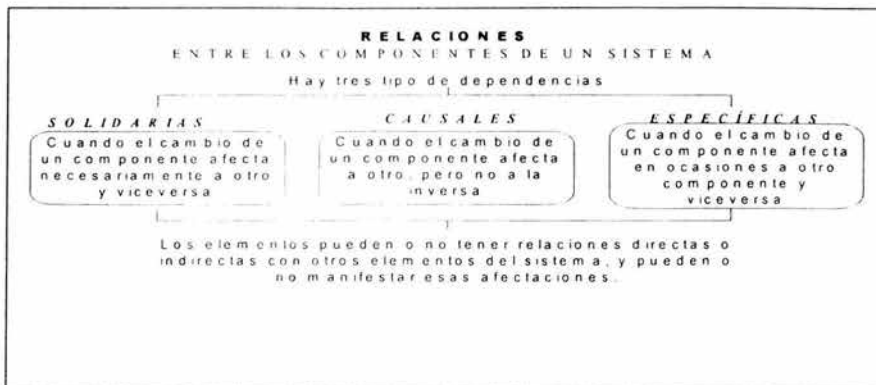 RELACIONES
ENTRE LOS COMPONENTES DE UN SISTEMA
Hay tres tipo de dependencias
SOLIDARIAS
Cuando el cambio de
un componente afecta
necesariamente a otro
y viceversa
CAUSALES
Cuando el cambio de
un componente afecta
a otro, pero no a la
inversa
ESPECÍFICAS
Cuando el cambio de
un componente afecta
en ocasiones a otro
componente y
viceversa
Los elementos pueden o no tener relaciones directas o
indirectas con otros elementos del sistema, y pueden o
no manifestar esas afectaciones.